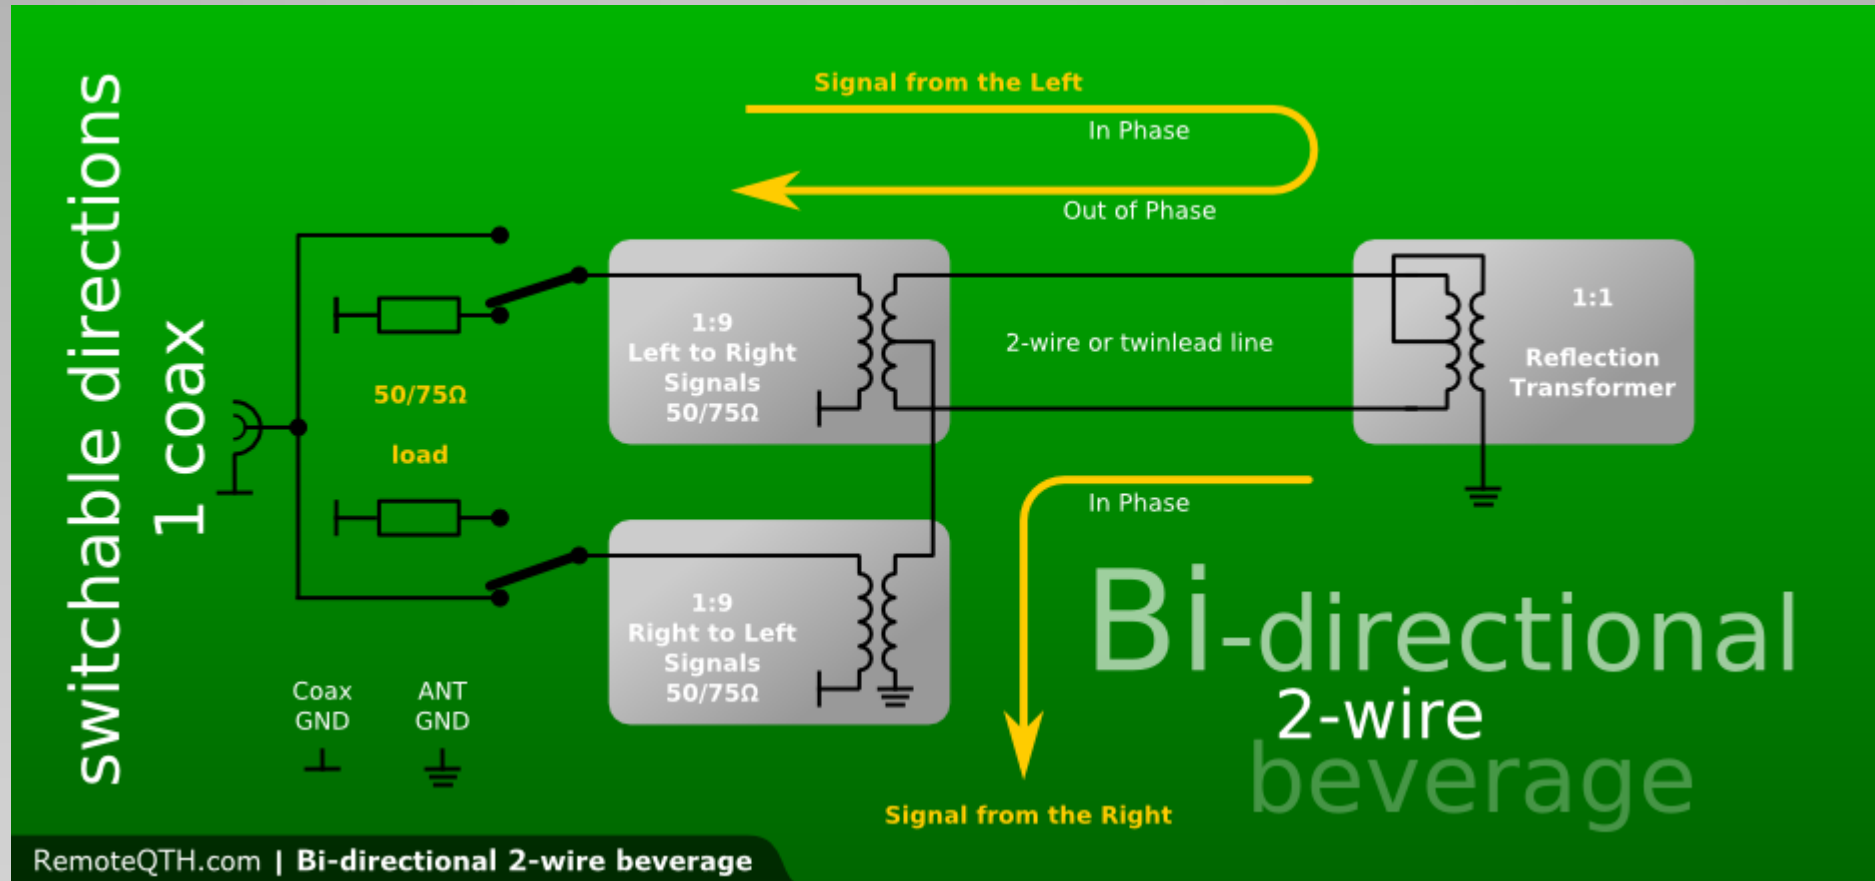 switchable directions
1 coax
Signal from the Left
In Phase
Out of Phase
1:9
Left to Right
Signals
50/75Ω
2-wire or twinlead line
1:1
Reflection
Transformer
50/75Ω
load
In Phase
1:9
Right to Left
Signals
50/75Ω
Coax
GND
ANT
GND
Signal from the Right
Bi-directional
2-wire
beverage
RemoteQTH.com | Bi-directional 2-wire beverage